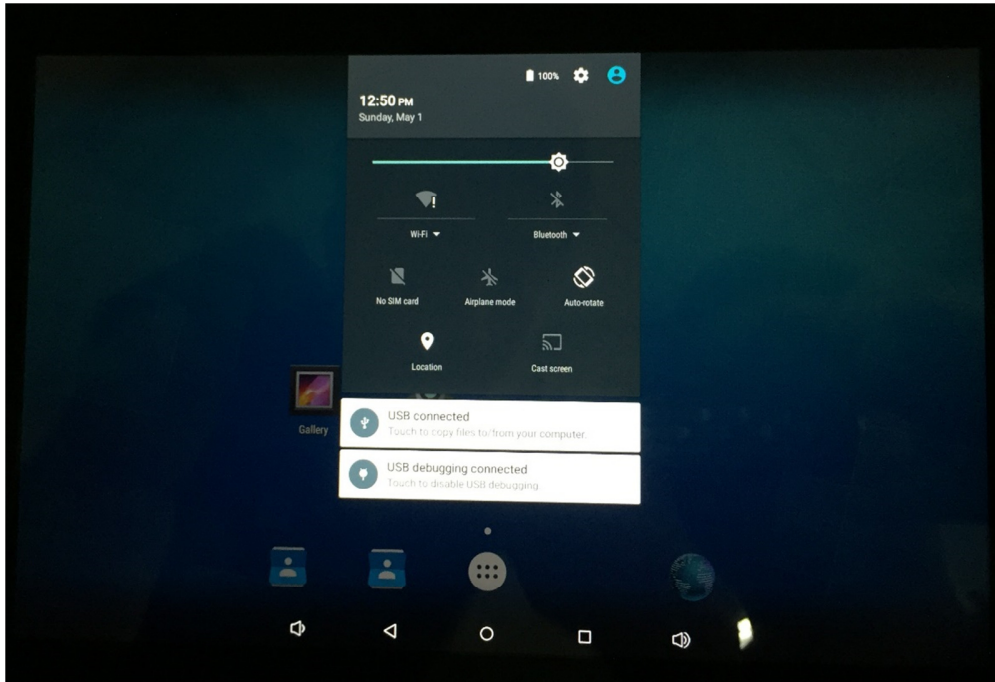 100%
12:50 PM
Sunday, May 1
Wi-Fi
Bluetooth
No SIM card
Airplane mode
Auto-rotate
Location
Cast screen
Gallery
USB connected
Touch to copy files to/from your computer.
USB debugging connected
Touch to disable USB debugging.